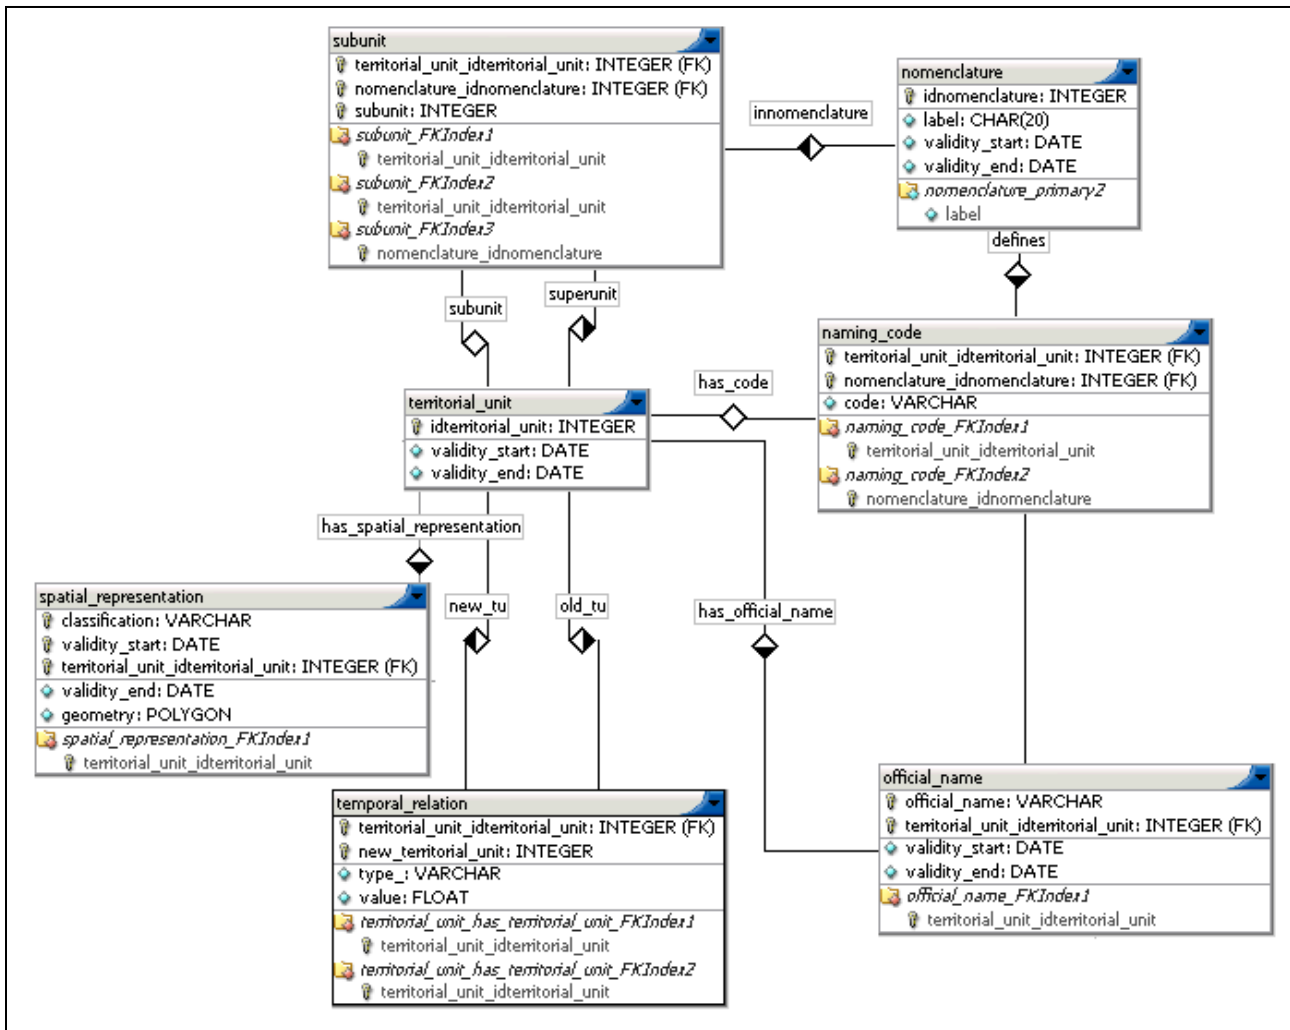 subunit
territorial_unit_idterritorial_unit: INTEGER (FK)
nomenclature_idnomenclature: INTEGER (FK)
subunit: INTEGER
subunit_FKIndex1
territorial_unit_idterritorial_unit
subunit_FKIndex2
territorial_unit_idterritorial_unit
subunit_FKIndex3
nomenclature_idnomenclature
innomenclature
nomenclature
idnomenclature: INTEGER
label: CHAR(20)
validity_start: DATE
validity_end: DATE
nomenclature_primary2
label
defines
subunit
superunit
naming_code
territorial_unit_idterritorial_unit: INTEGER (FK)
nomenclature_idnomenclature: INTEGER (FK)
code: VARCHAR
naming_code_FKIndex1
territorial_unit_idterritorial_unit
naming_code_FKIndex2
nomenclature_idnomenclature
has_code
territorial_unit
idterritorial_unit: INTEGER
validity_start: DATE
validity_end: DATE
has_spatial_representation
spatial_representation
classification: VARCHAR
validity_start: DATE
territorial_unit_idterritorial_unit: INTEGER (FK)
validity_end: DATE
geometry: POLYGON
spatial_representation_FKIndex1
territorial_unit_idterritorial_unit
new_tu
old_tu
has_official_name
temporal_relation
territorial_unit_idterritorial_unit: INTEGER (FK)
new_territorial_unit: INTEGER
type_: VARCHAR
value: FLOAT
territorial_unit_has_territorial_unit_FKIndex1
territorial_unit_idterritorial_unit
territorial_unit_has_territorial_unit_FKIndex2
territorial_unit_idterritorial_unit
official_name
official_name: VARCHAR
territorial_unit_idterritorial_unit: INTEGER (FK)
validity_start: DATE
validity_end: DATE
official_name_FKIndex1
territorial_unit_idterritorial_unit